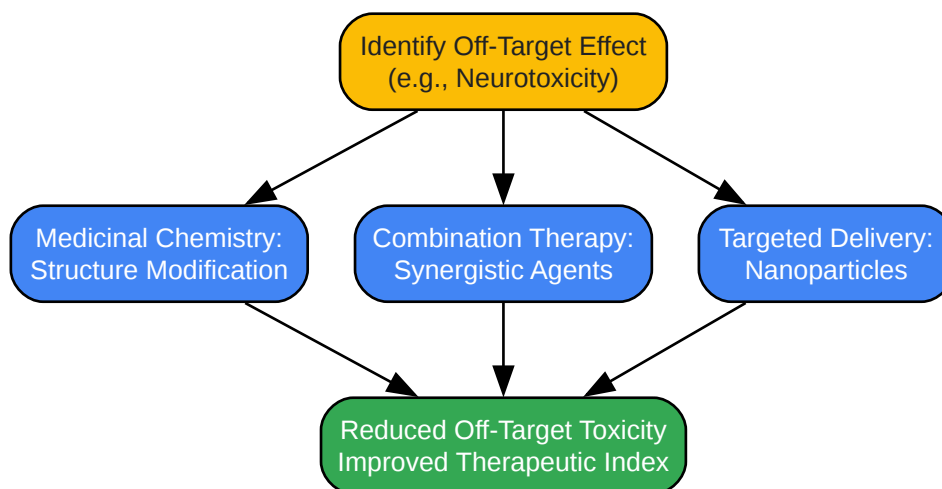 Identify Off-Target Effect
(e.g., Neurotoxicity)
Medicinal Chemistry:
Structure Modification
Combination Therapy:
Synergistic Agents
Targeted Delivery:
Nanoparticles
Reduced Off-Target Toxicity
Improved Therapeutic Index